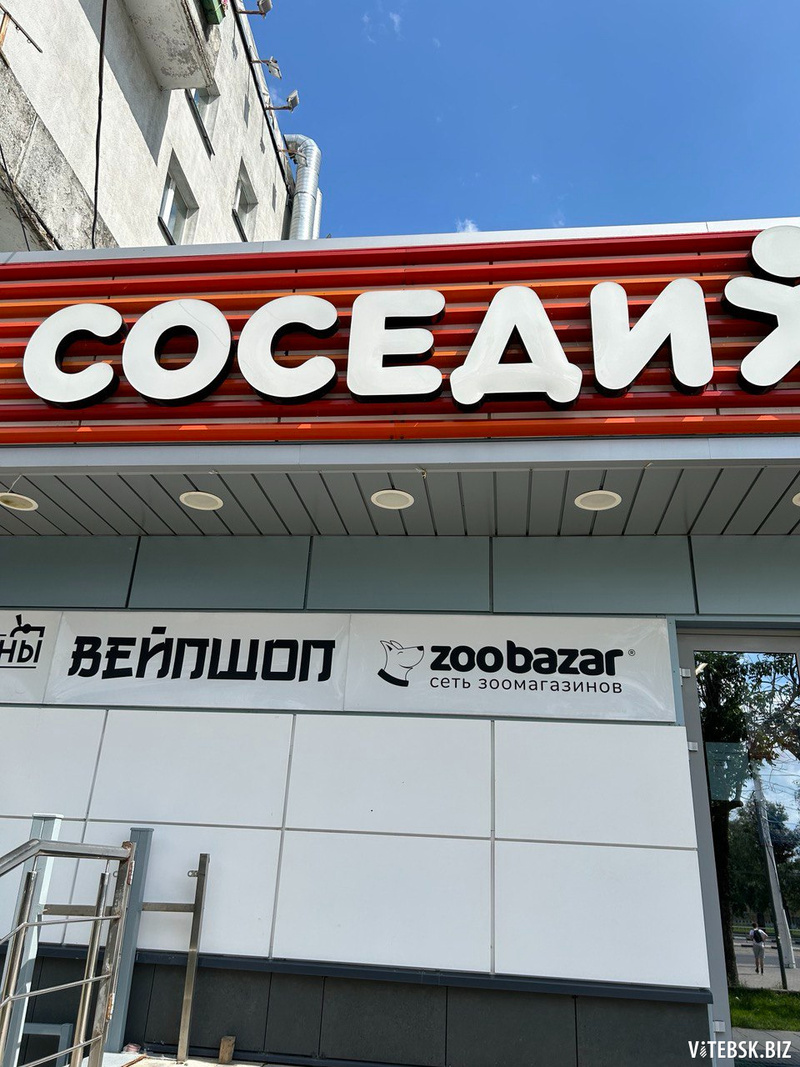 СОСЕДИ
ВЕЙПШОП
zoobazar®
сеть зоомагазинов
ViTEBSK.BIZ